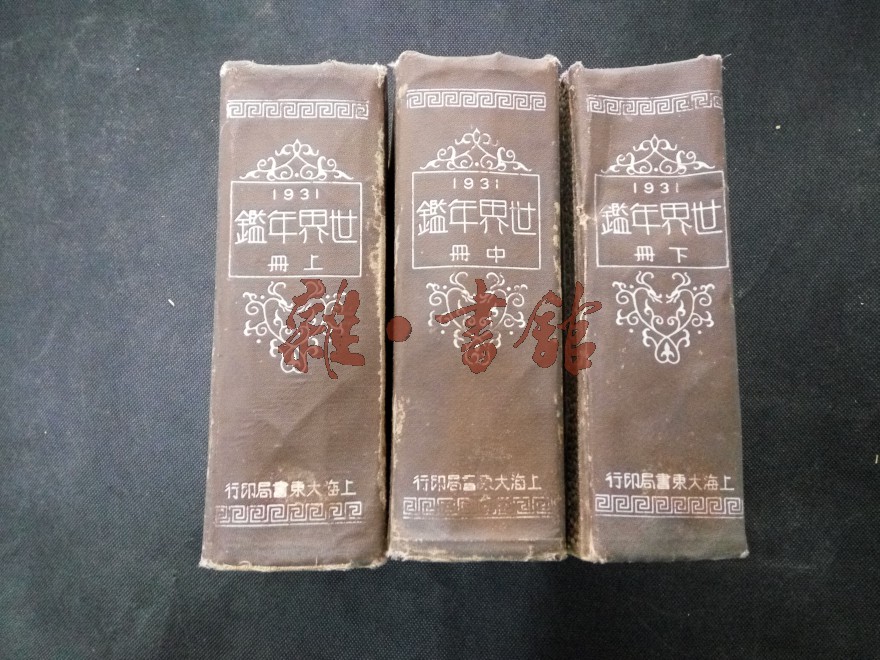 1931
世界年鑑
上冊
上海大東書局印行
1931
世界年鑑
中冊
上海大東書局印行
1931
世界年鑑
下冊
上海大東書局印行
雜·書館